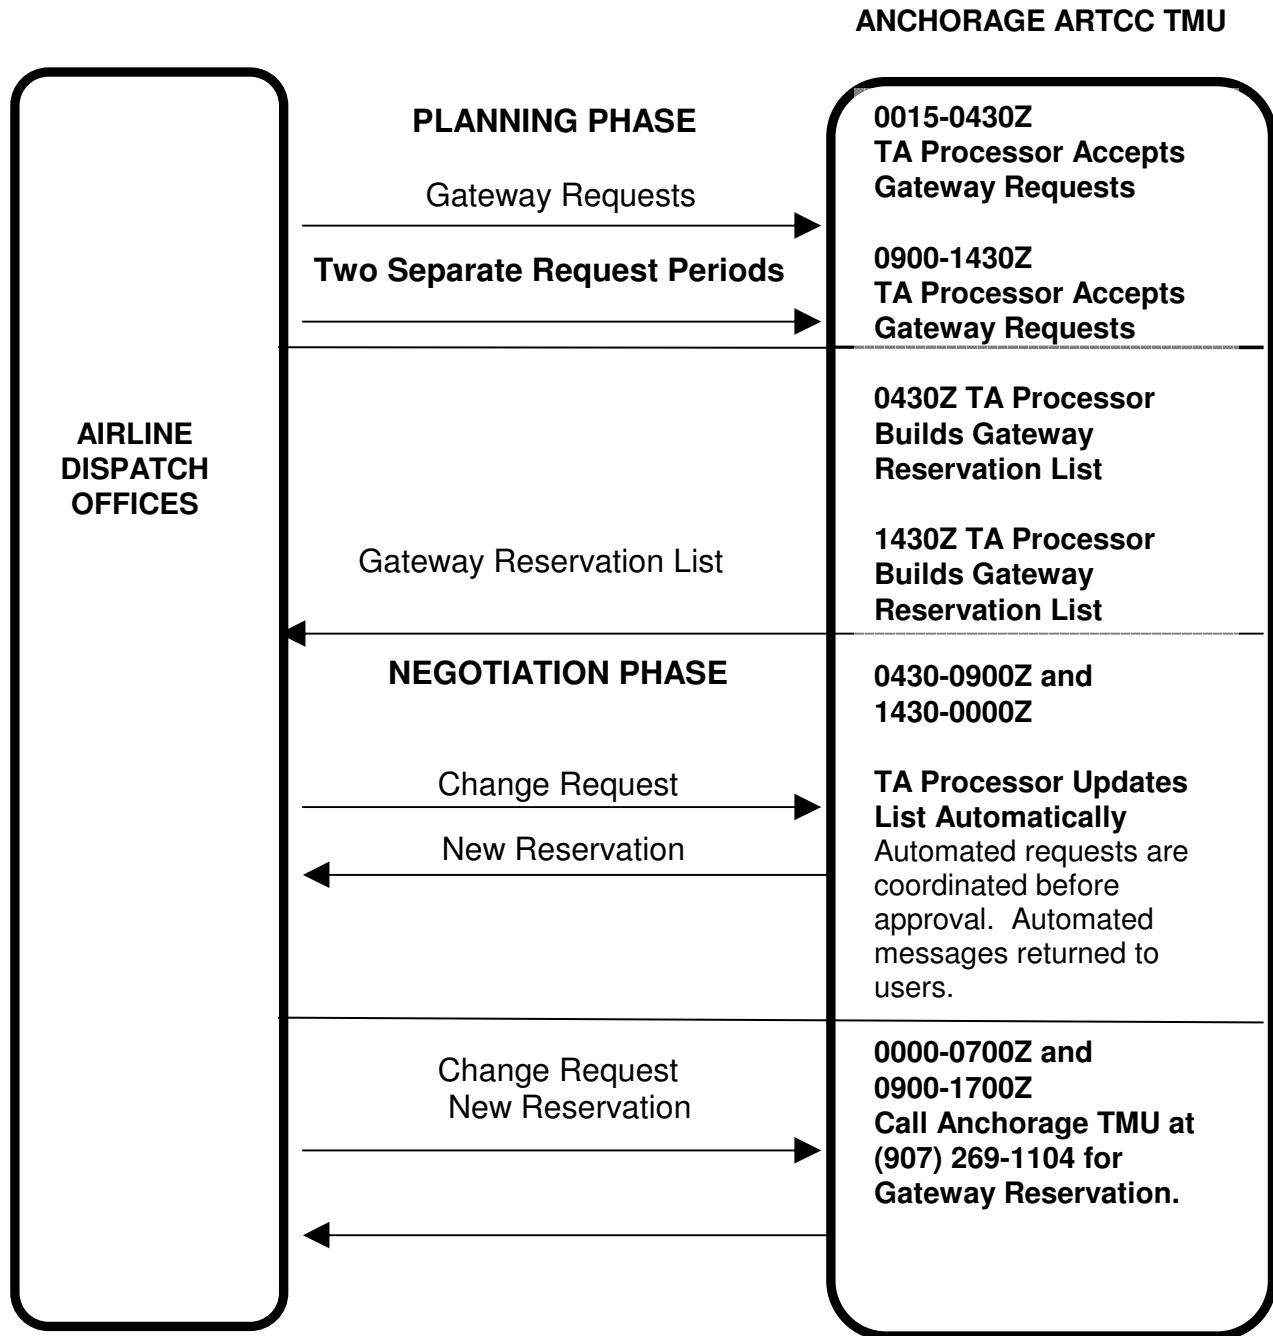 ANCHORAGE ARTCC TMU
PLANNING PHASE
Gateway Requests
Two Separate Request Periods
0015-0430Z
TA Processor Accepts
Gateway Requests
0900-1430Z
TA Processor Accepts
Gateway Requests
AIRLINE
DISPATCH
OFFICES
Gateway Reservation List
0430Z TA Processor
Builds Gateway
Reservation List
1430Z TA Processor
Builds Gateway
Reservation List
NEGOTIATION PHASE
Change Request
New Reservation
0430-0900Z and
1430-0000Z
TA Processor Updates
List Automatically
Automated requests are
coordinated before
approval.  Automated
messages returned to
users.
Change Request
New Reservation
0000-0700Z and
0900-1700Z
Call Anchorage TMU at
(907) 269-1104 for
Gateway Reservation.